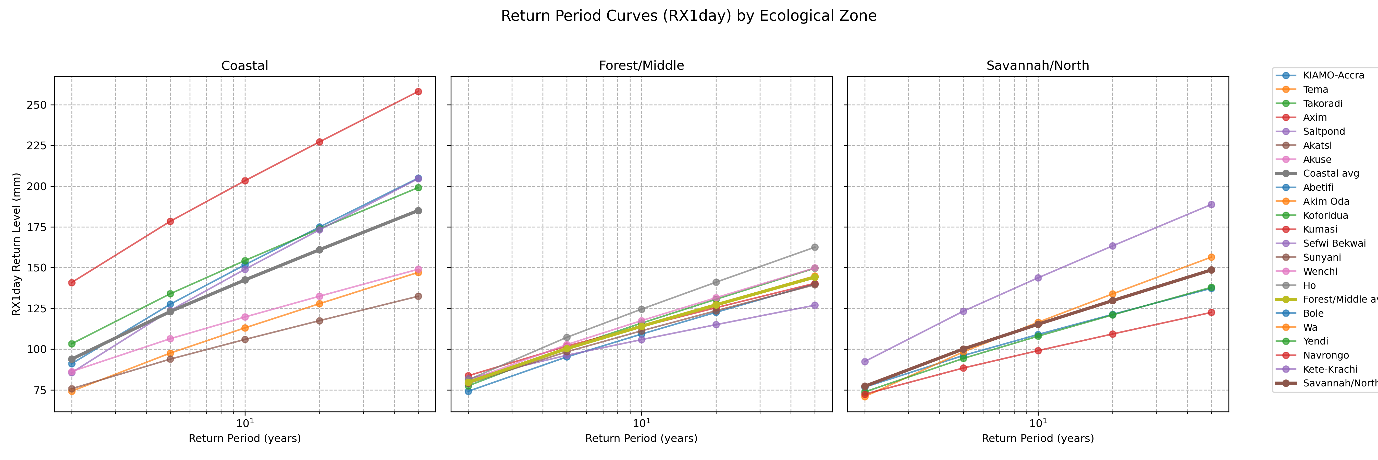 Return Period Curves (RX1day) by Ecological Zone
Coastal
Forest/Middle
Savannah/North
RX1day Return Level (mm)
250
225
200
175
150
125
100
75
10¹
10¹
10¹
Return Period (years)
Return Period (years)
Return Period (years)
KIAMO-Accra
Tema
Takoradi
Axim
Saltpond
Akatsi
Akuse
Coastal avg
Abetifi
Akim Oda
Koforidua
Kumasi
Sefwi Bekwai
Sunyani
Wenchi
Ho
Forest/Middle av
Bole
Wa
Yendi
Navrongo
Kete-Krachi
Savannah/North